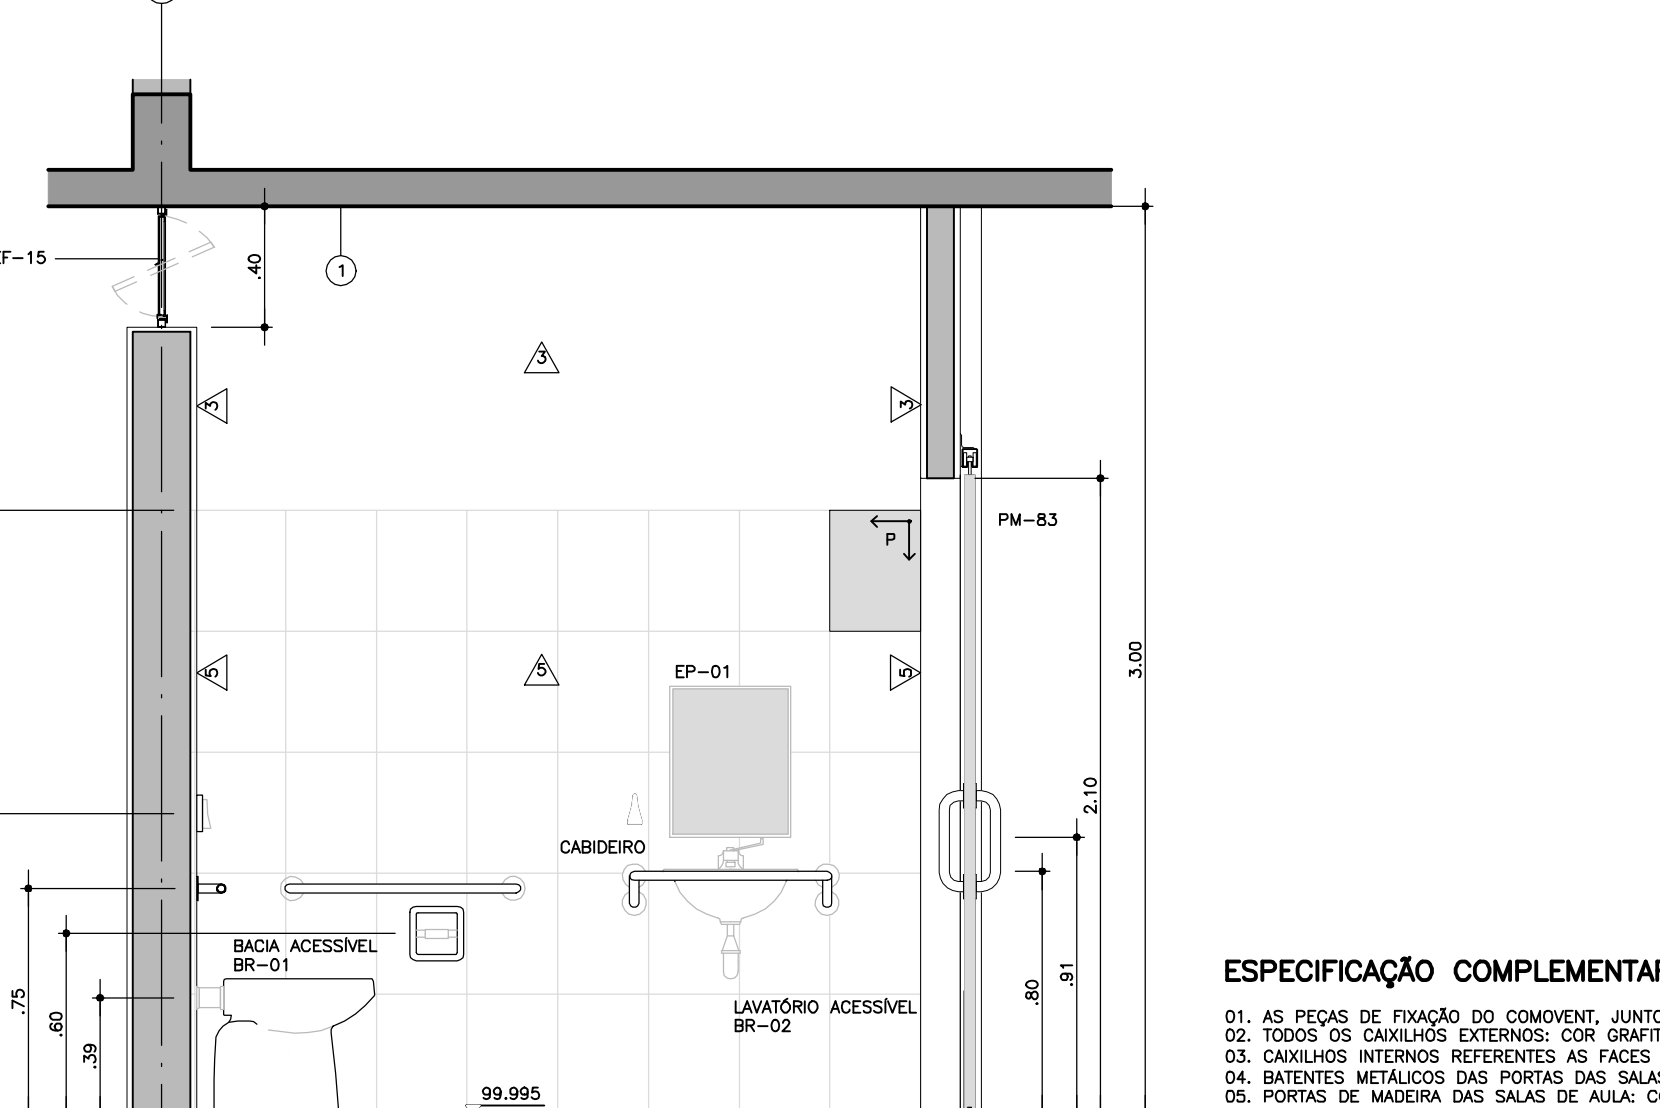 EF-15
.40
1
3
3
3
P
PM-83
3.00
5
5
5
EP-01
2.10
CABIDEIRO
BACIA ACESSÍVEL
BR-01
.75
.60
.39
LAVATÓRIO ACESSÍVEL
BR-02
.80
.91
99.995
ESPECIFICAÇÃO COMPLEMENTAR
01. AS PEÇAS DE FIXAÇÃO DO COMOVENT, JUNTO
02. TODOS OS CAIXILHOS EXTERNOS: COR GRAFIT
03. CAIXILHOS INTERNOS REFERENTES AS FACES
04. BATENTES METÁLICOS DAS PORTAS DAS SALAS
05. PORTAS DE MADEIRA DAS SALAS DE AULA: CO